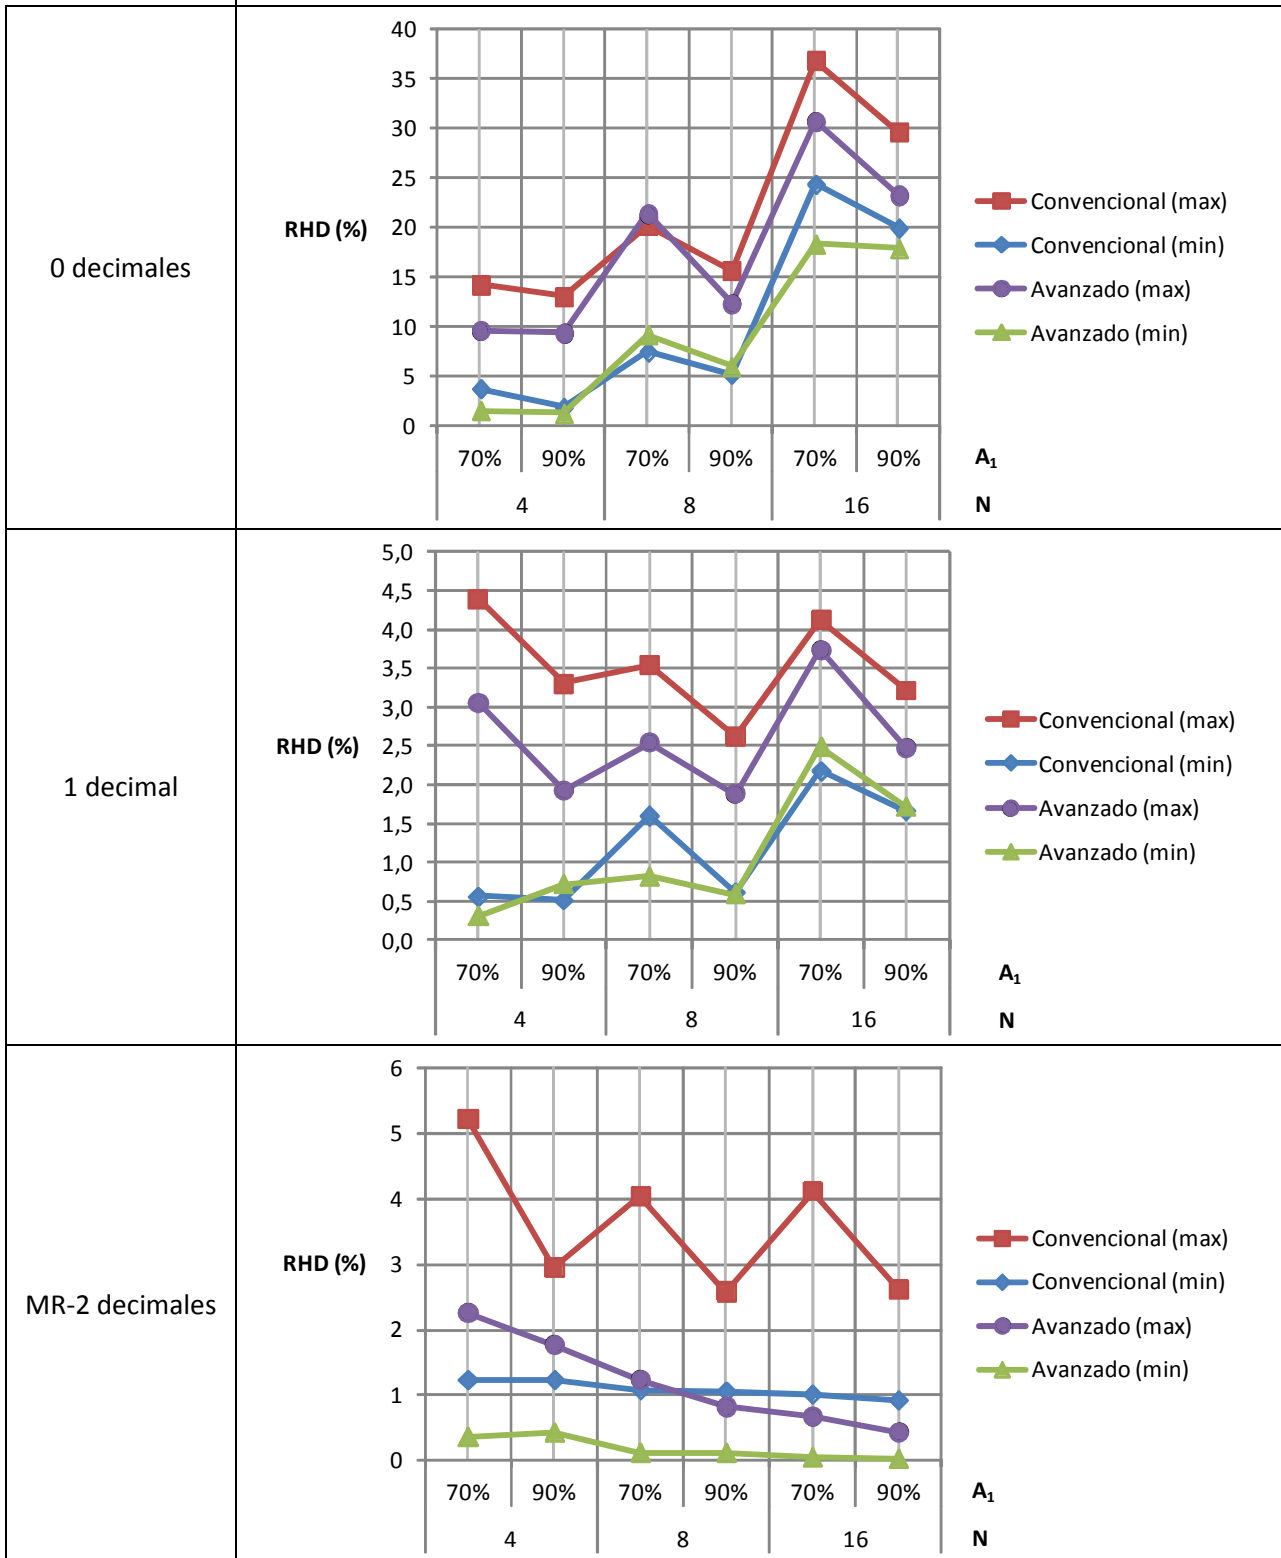 0 decimales
40
35
30
25
20
15
10
5
0
RHD (%)
70% 90% 70% 90% 70% 90% A₁
4 8 16 N
Convencional (max)
Convencional (min)
Avanzado (max)
Avanzado (min)
1 decimal
5,0
4,5
4,0
3,5
3,0
2,5
2,0
1,5
1,0
0,5
0,0
RHD (%)
70% 90% 70% 90% 70% 90% A₁
4 8 16 N
Convencional (max)
Convencional (min)
Avanzado (max)
Avanzado (min)
MR-2 decimales
6
5
4
3
2
1
0
RHD (%)
70% 90% 70% 90% 70% 90% A₁
4 8 16 N
Convencional (max)
Convencional (min)
Avanzado (max)
Avanzado (min)